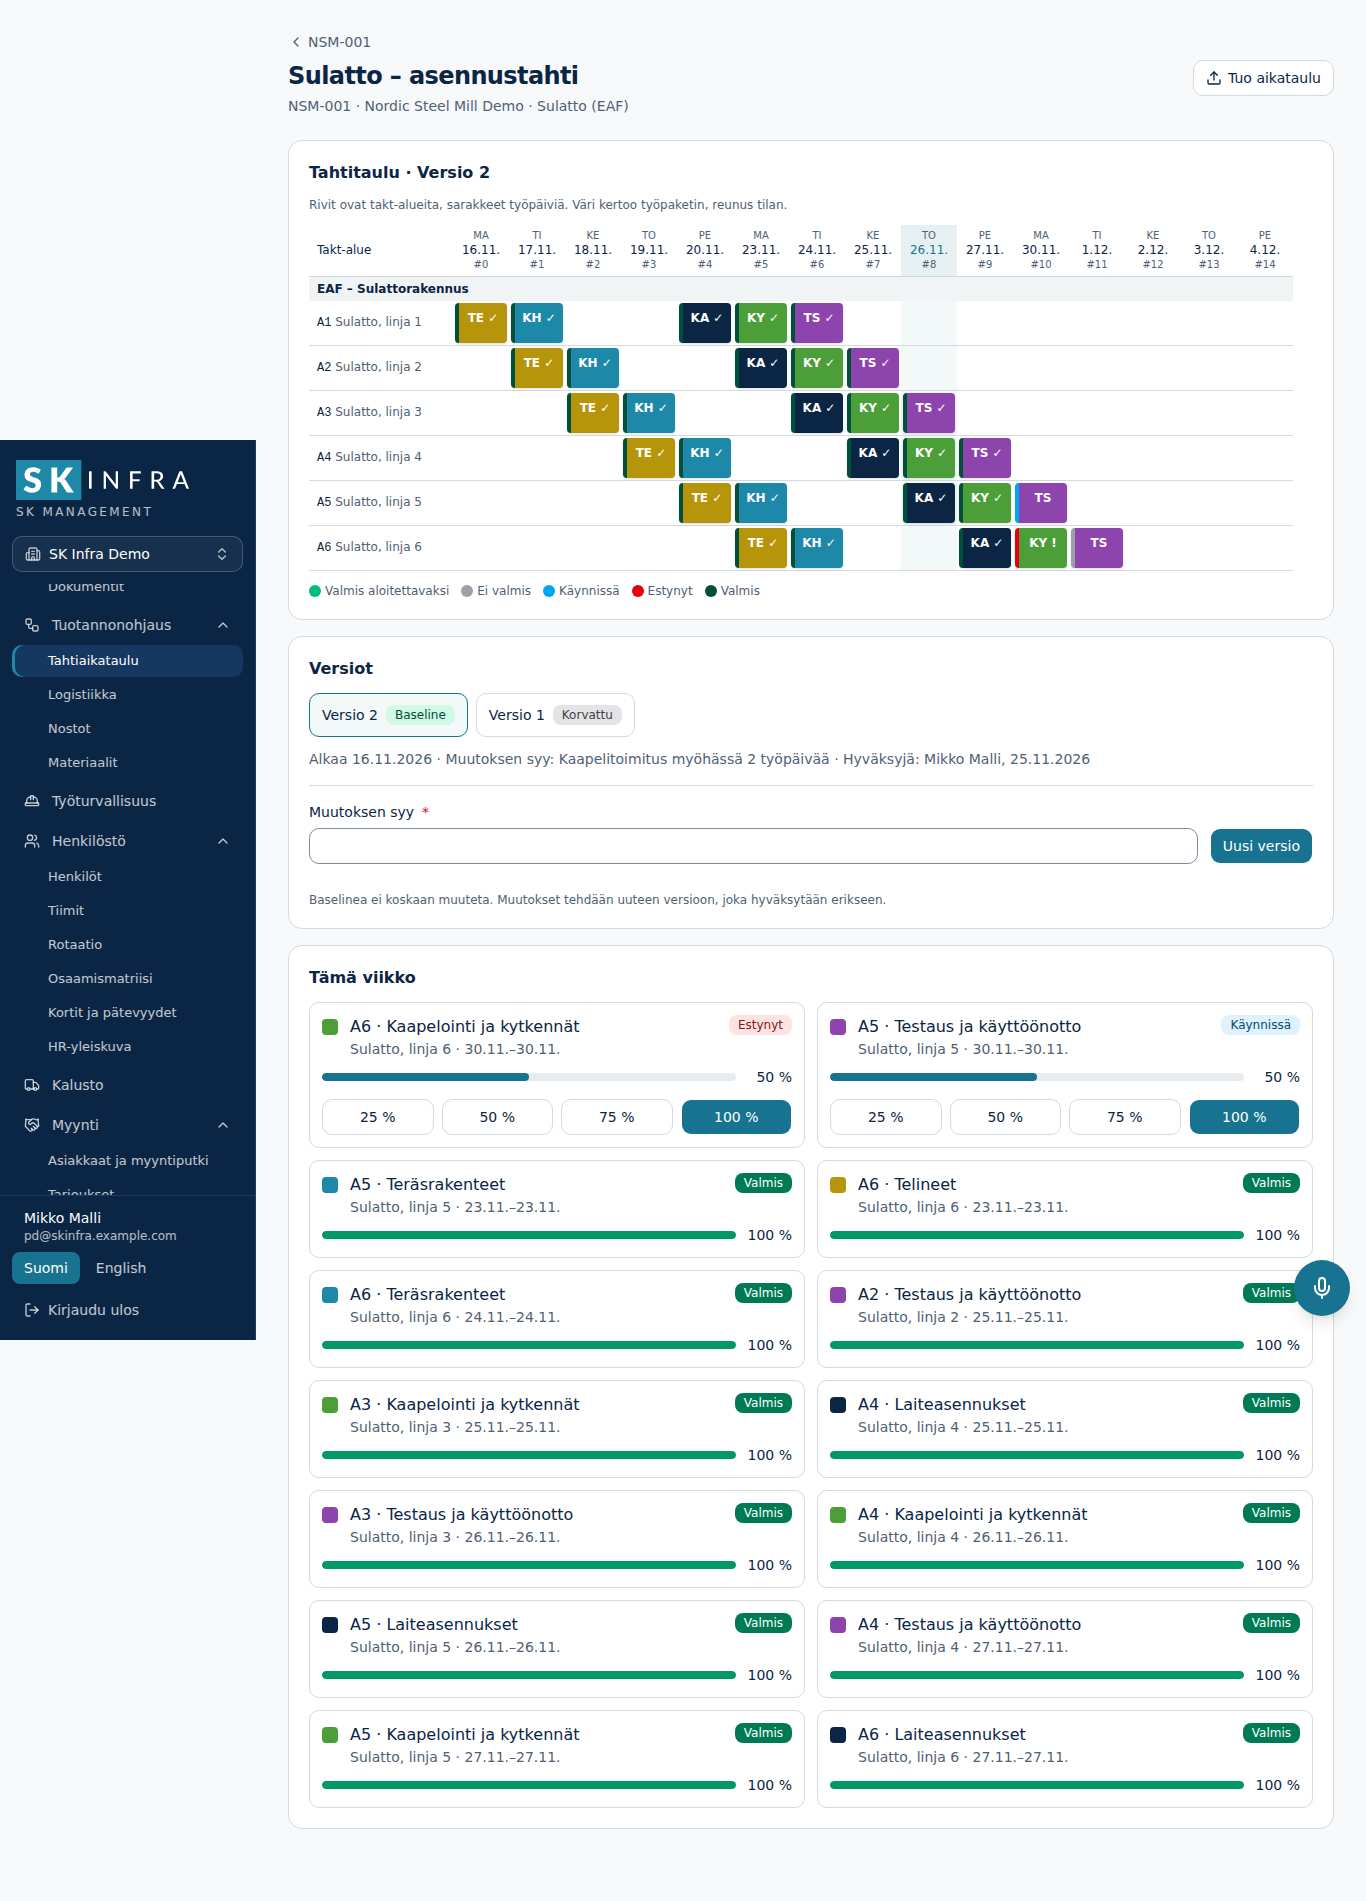 NSM-001
Sulatto – asennustahti
Tuo aikataulu
NSM-001 · Nordic Steel Mill Demo · Sulatto (EAF)
Tahtitaulu · Versio 2
Rivit ovat takt-alueita, sarakkeet työpäiviä. Väri kertoo työpaketin, reunus tilan.
MA TI KE TO PE MA TI KE TO PE MA TI KE TO PE
Takt-alue 16.11. 17.11. 18.11. 19.11. 20.11. 23.11. 24.11. 25.11. 26.11. 27.11. 30.11. 1.12. 2.12. 3.12. 4.12.
#0 #1 #2 #3 #4 #5 #6 #7 #8 #9 #10 #11 #12 #13 #14
EAF – Sulattorakennus
A1 Sulatto, linja 1 TE ✓ KH ✓ KA ✓ KY ✓ TS ✓
A2 Sulatto, linja 2 TE ✓ KH ✓ KA ✓ KY ✓ TS ✓
A3 Sulatto, linja 3 TE ✓ KH ✓ KA ✓ KY ✓ TS ✓
A4 Sulatto, linja 4 TE ✓ KH ✓ KA ✓ KY ✓ TS ✓
A5 Sulatto, linja 5 TE ✓ KH ✓ KA ✓ KY ✓ TS
A6 Sulatto, linja 6 TE ✓ KH ✓ KA ✓ KY ! TS
Valmis aloitettavaksi Ei valmis Käynnissä Estynyt Valmis
SK INFRA
SK MANAGEMENT
SK Infra Demo
Dokumentit
Tuotannonohjaus
Tahtiaikataulu
Logistiikka
Nostot
Materiaalit
Työturvallisuus
Henkilöstö
Henkilöt
Tiimit
Rotaatio
Osaamismatriisi
Kortit ja pätevyydet
HR-yleiskuva
Kalusto
Myynti
Asiakkaat ja myyntiputki
Tarjoukset
Mikko Malli
pd@skinfra.example.com
Suomi English
Kirjaudu ulos
Versiot
Versio 2 Baseline Versio 1 Korvattu
Alkaa 16.11.2026 · Muutoksen syy: Kaapelitoimitus myöhässä 2 työpäivää · Hyväksyjä: Mikko Malli, 25.11.2026
Muutoksen syy *
Uusi versio
Baselinea ei koskaan muuteta. Muutokset tehdään uuteen versioon, joka hyväksytään erikseen.
Tämä viikko
A6 · Kaapelointi ja kytkennät Estynyt
Sulatto, linja 6 · 30.11.–30.11.
50 %
25 % 50 % 75 % 100 %
A5 · Testaus ja käyttöönotto Käynnissä
Sulatto, linja 5 · 30.11.–30.11.
50 %
25 % 50 % 75 % 100 %
A5 · Teräsrakenteet Valmis
Sulatto, linja 5 · 23.11.–23.11.
100 %
A6 · Telineet Valmis
Sulatto, linja 6 · 23.11.–23.11.
100 %
A6 · Teräsrakenteet Valmis
Sulatto, linja 6 · 24.11.–24.11.
100 %
A2 · Testaus ja käyttöönotto Valmis
Sulatto, linja 2 · 25.11.–25.11.
100 %
A3 · Kaapelointi ja kytkennät Valmis
Sulatto, linja 3 · 25.11.–25.11.
100 %
A4 · Laiteasennukset Valmis
Sulatto, linja 4 · 25.11.–25.11.
100 %
A3 · Testaus ja käyttöönotto Valmis
Sulatto, linja 3 · 26.11.–26.11.
100 %
A4 · Kaapelointi ja kytkennät Valmis
Sulatto, linja 4 · 26.11.–26.11.
100 %
A5 · Laiteasennukset Valmis
Sulatto, linja 5 · 26.11.–26.11.
100 %
A4 · Testaus ja käyttöönotto Valmis
Sulatto, linja 4 · 27.11.–27.11.
100 %
A5 · Kaapelointi ja kytkennät Valmis
Sulatto, linja 5 · 27.11.–27.11.
100 %
A6 · Laiteasennukset Valmis
Sulatto, linja 6 · 27.11.–27.11.
100 %